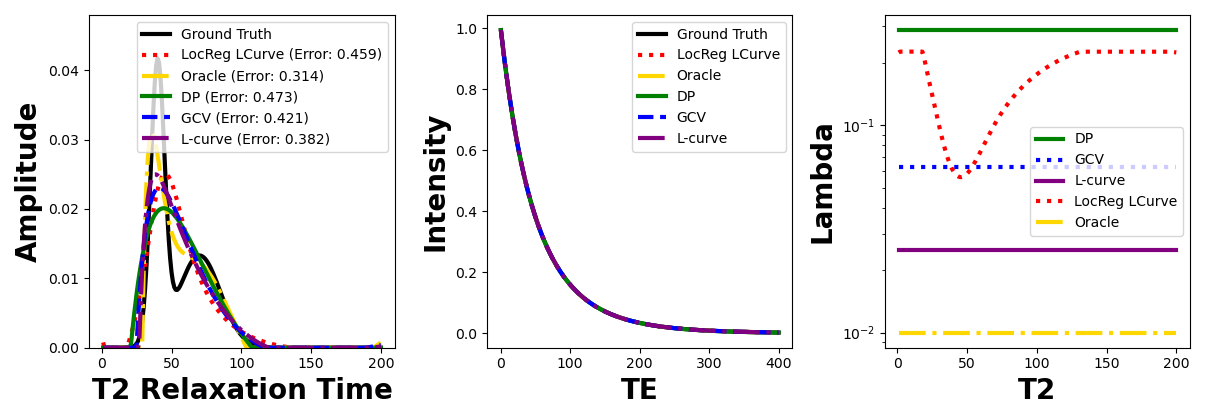 Amplitude
0.04
0.03
0.02
0.01
0.00
0
50
100
150
200
T2 Relaxation Time
Ground Truth
LocReg LCurve (Error: 0.459)
Oracle (Error: 0.314)
DP (Error: 0.473)
GCV (Error: 0.421)
L-curve (Error: 0.382)
Intensity
1.0
0.8
0.6
0.4
0.2
0.0
0
100
200
300
400
TE
Ground Truth
LocReg LCurve
Oracle
DP
GCV
L-curve
Lambda
10⁻¹
10⁻²
0
50
100
150
200
T2
DP
GCV
L-curve
LocReg LCurve
Oracle